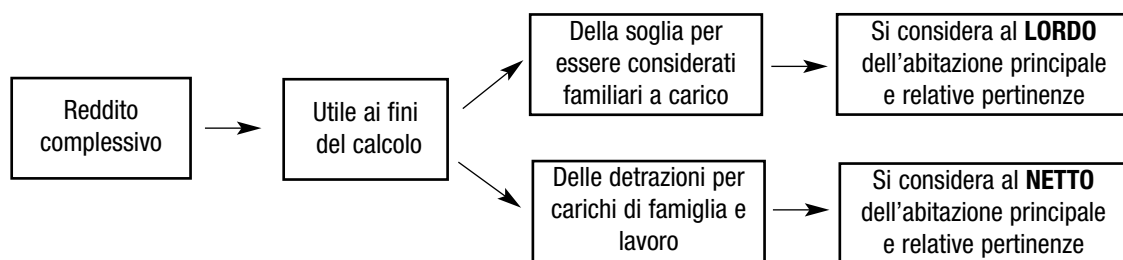 Reddito
complessivo
Utile ai fini
del calcolo
Della soglia per
essere considerati
familiari a carico
Si considera al LORDO
dell'abitazione principale
e relative pertinenze
Delle detrazioni per
carichi di famiglia e
lavoro
Si considera al NETTO
dell'abitazione principale
e relative pertinenze